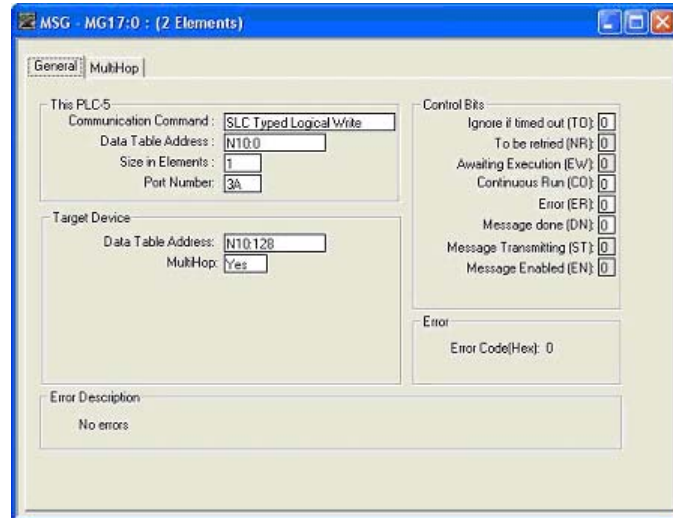 MSG - MG17:0 : (2 Elements)
General MultiHop
This PLC-5
Communication Command : SLC Typed Logical Write
Data Table Address : N10:0
Size in Elements : 1
Port Number: 3A
Target Device
Data Table Address: N10:128
MultiHop: Yes
Control Bits
Ignore if timed out (TO): 0
To be retried (NR): 0
Awaiting Execution (EW): 0
Continuous Run (CO): 0
Error (ER): 0
Message done (DN): 0
Message Transmitting (ST): 0
Message Enabled (EN): 0
Error
Error Code(Hex): 0
Error Description
No errors